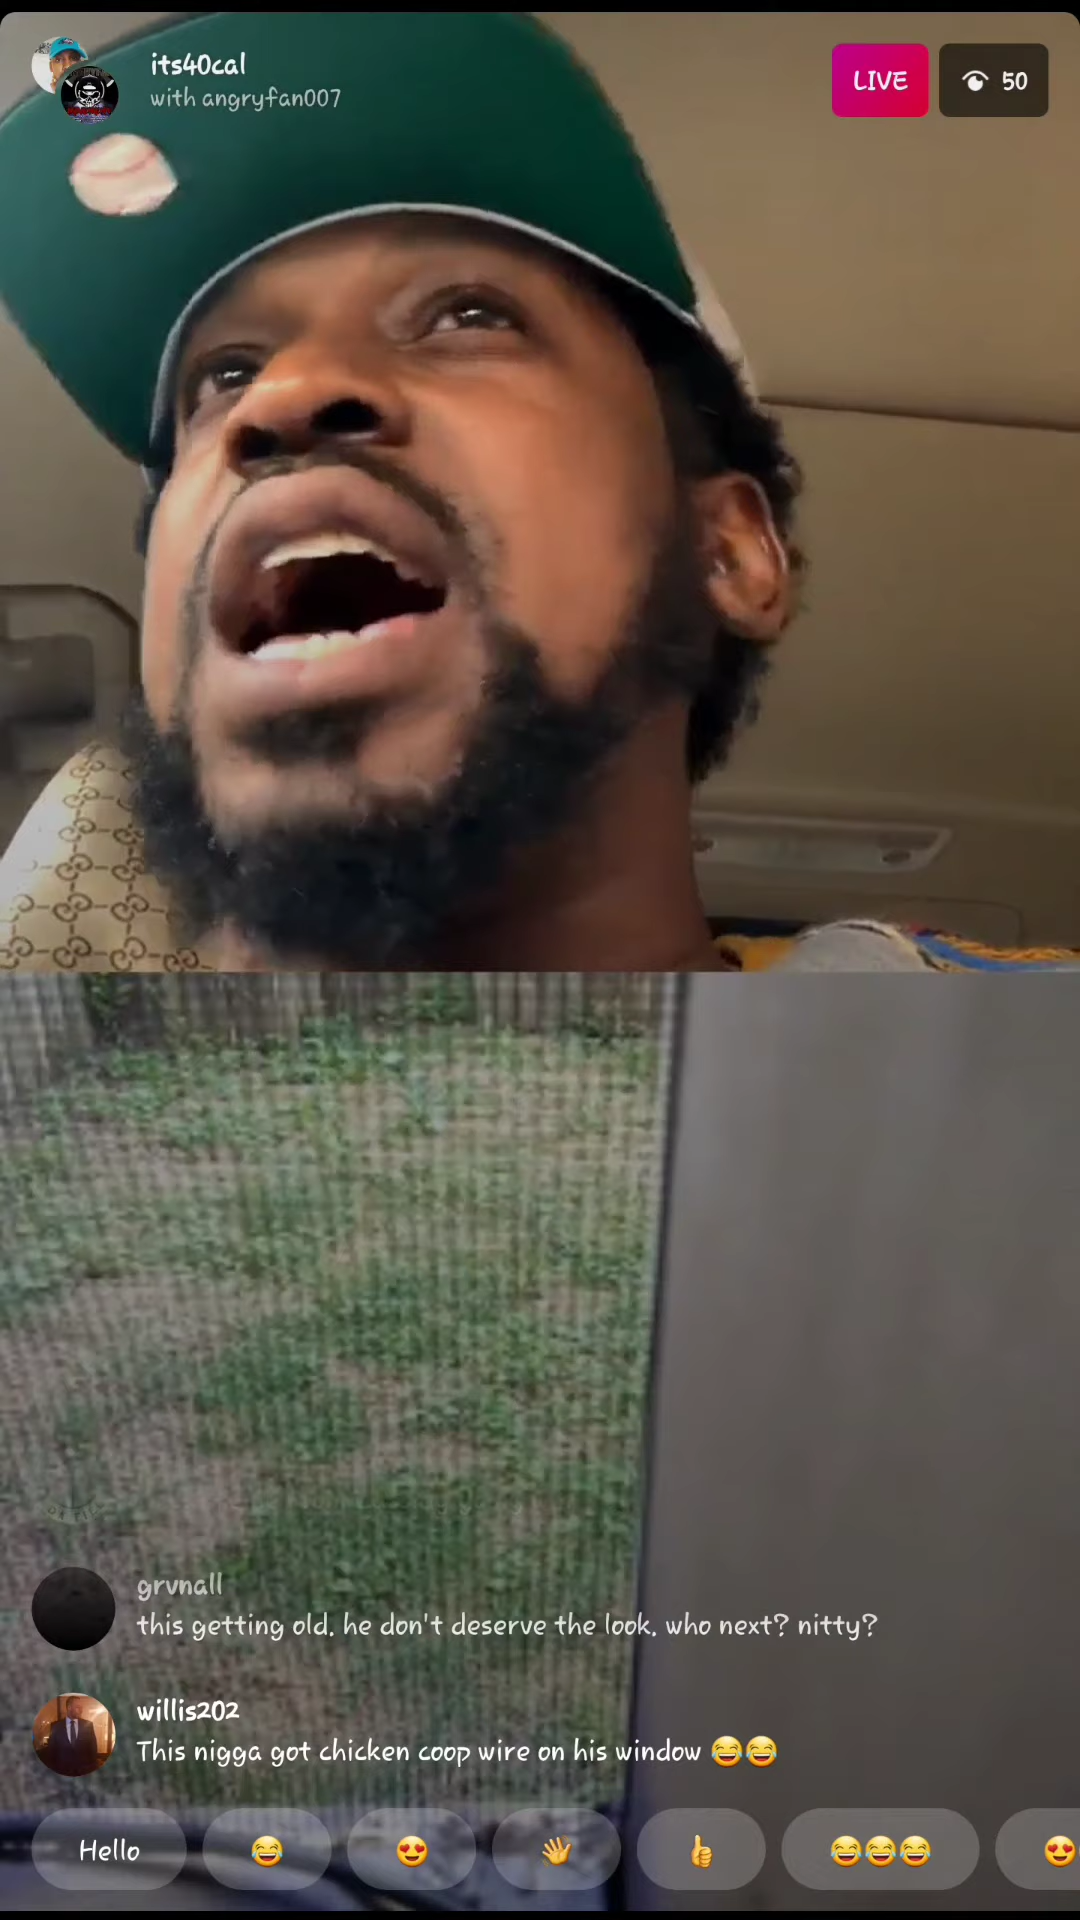 its40cal
with angryfan007
LIVE
50
grvnall
this getting old. he don't deserve the look. who next? nitty?
willis202
This nigga got chicken coop wire on his window 😂😂
Hello